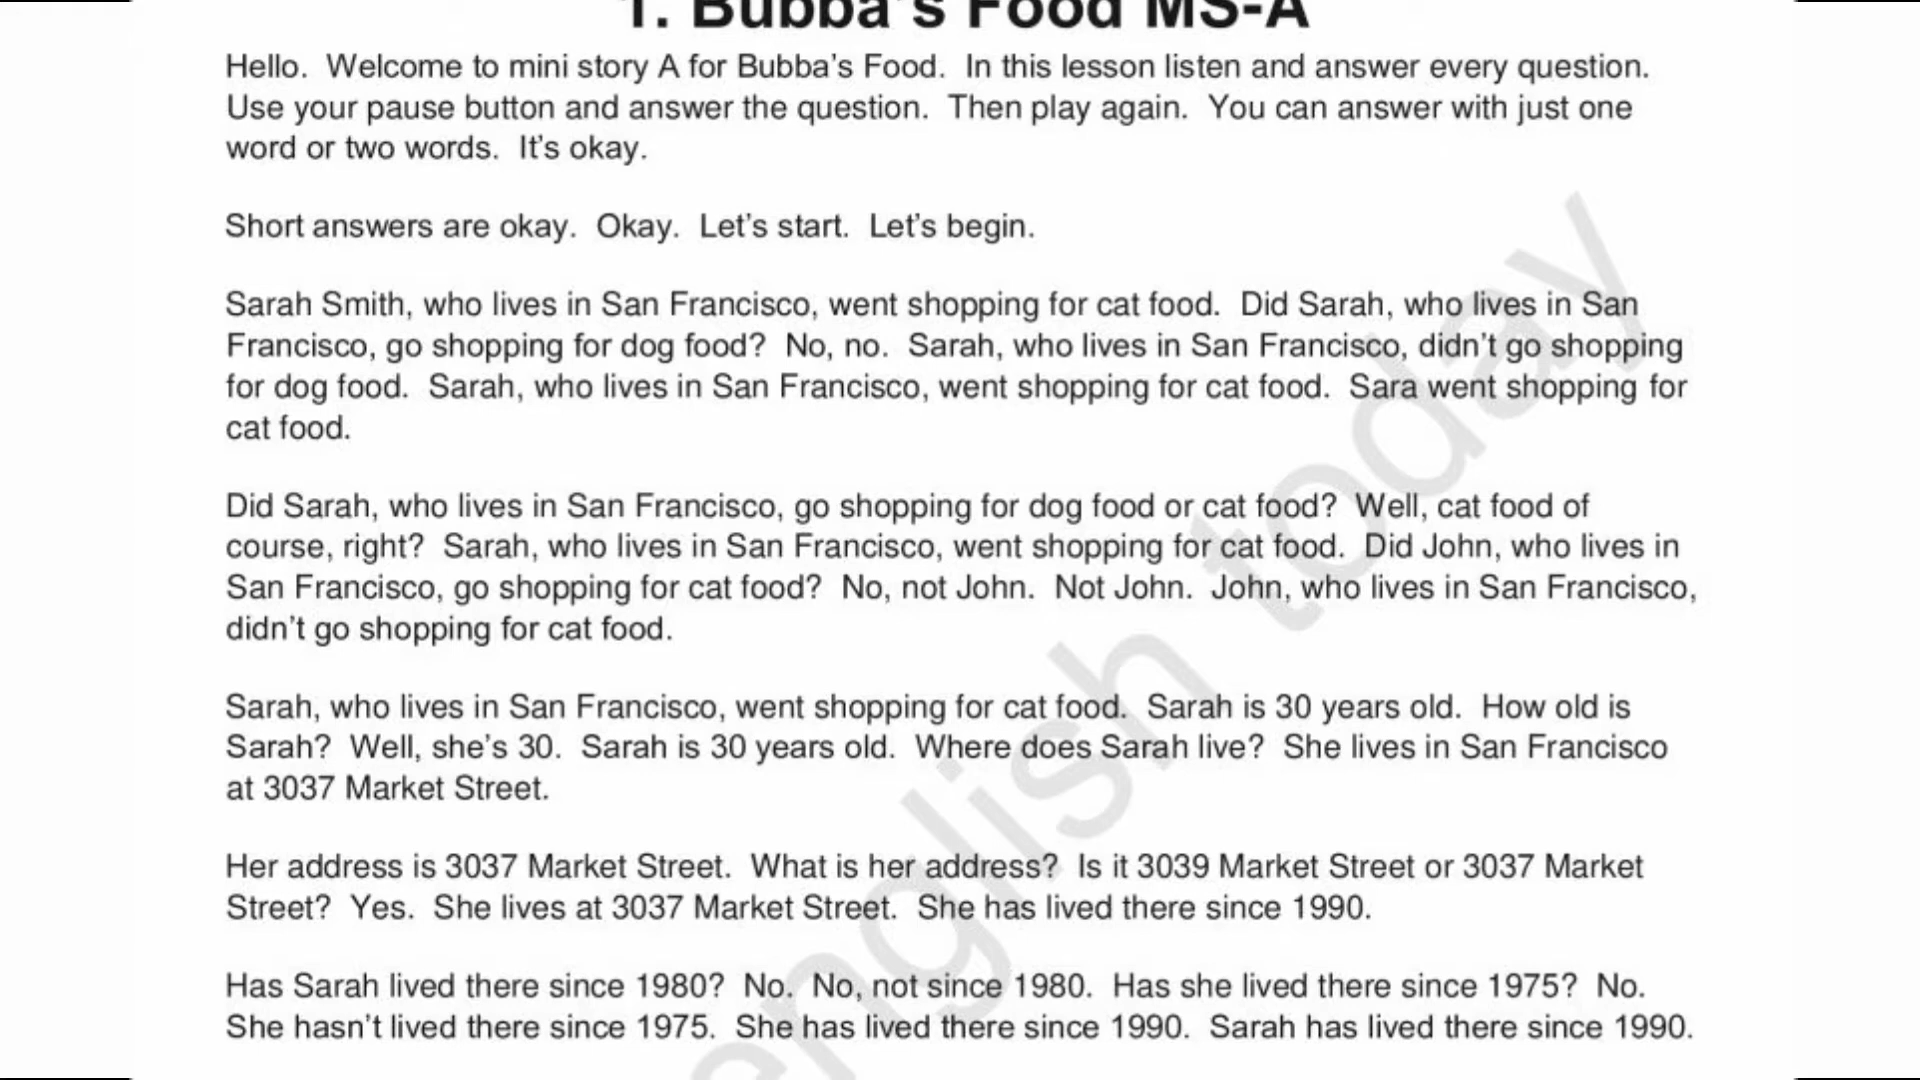 1. Bubba's Food MS-A
Hello.  Welcome to mini story A for Bubba's Food.  In this lesson listen and answer every question.
Use your pause button and answer the question.  Then play again.  You can answer with just one
word or two words.  It's okay.
Short answers are okay.  Okay.  Let's start.  Let's begin.
Sarah Smith, who lives in San Francisco, went shopping for cat food.  Did Sarah, who lives in San
Francisco, go shopping for dog food?  No, no.  Sarah, who lives in San Francisco, didn't go shopping
for dog food.  Sarah, who lives in San Francisco, went shopping for cat food.  Sara went shopping for
cat food.
Did Sarah, who lives in San Francisco, go shopping for dog food or cat food?  Well, cat food of
course, right?  Sarah, who lives in San Francisco, went shopping for cat food.  Did John, who lives in
San Francisco, go shopping for cat food?  No, not John.  Not John.  John, who lives in San Francisco,
didn't go shopping for cat food.
Sarah, who lives in San Francisco, went shopping for cat food.  Sarah is 30 years old.  How old is
Sarah?  Well, she's 30.  Sarah is 30 years old.  Where does Sarah live?  She lives in San Francisco
at 3037 Market Street.
Her address is 3037 Market Street.  What is her address?  Is it 3039 Market Street or 3037 Market
Street?  Yes.  She lives at 3037 Market Street.  She has lived there since 1990.
Has Sarah lived there since 1980?  No.  No, not since 1980.  Has she lived there since 1975?  No.
She hasn't lived there since 1975.  She has lived there since 1990.  Sarah has lived there since 1990.
english today